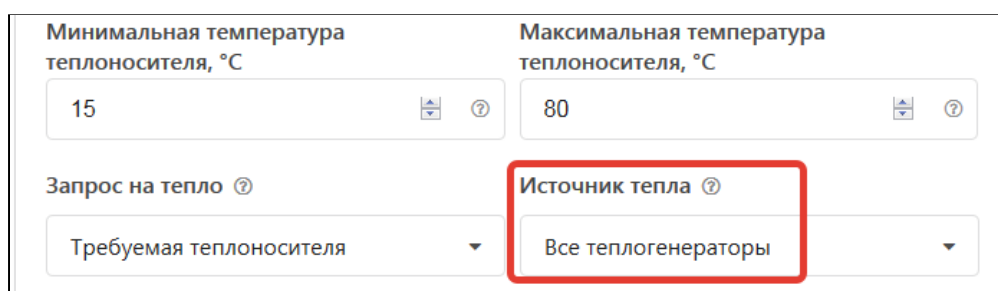 Минимальная температура
теплоносителя, °C
Максимальная температура
теплоносителя, °C
15
80
Запрос на тепло
Источник тепла
Требуемая теплоносителя
Все теплогенераторы